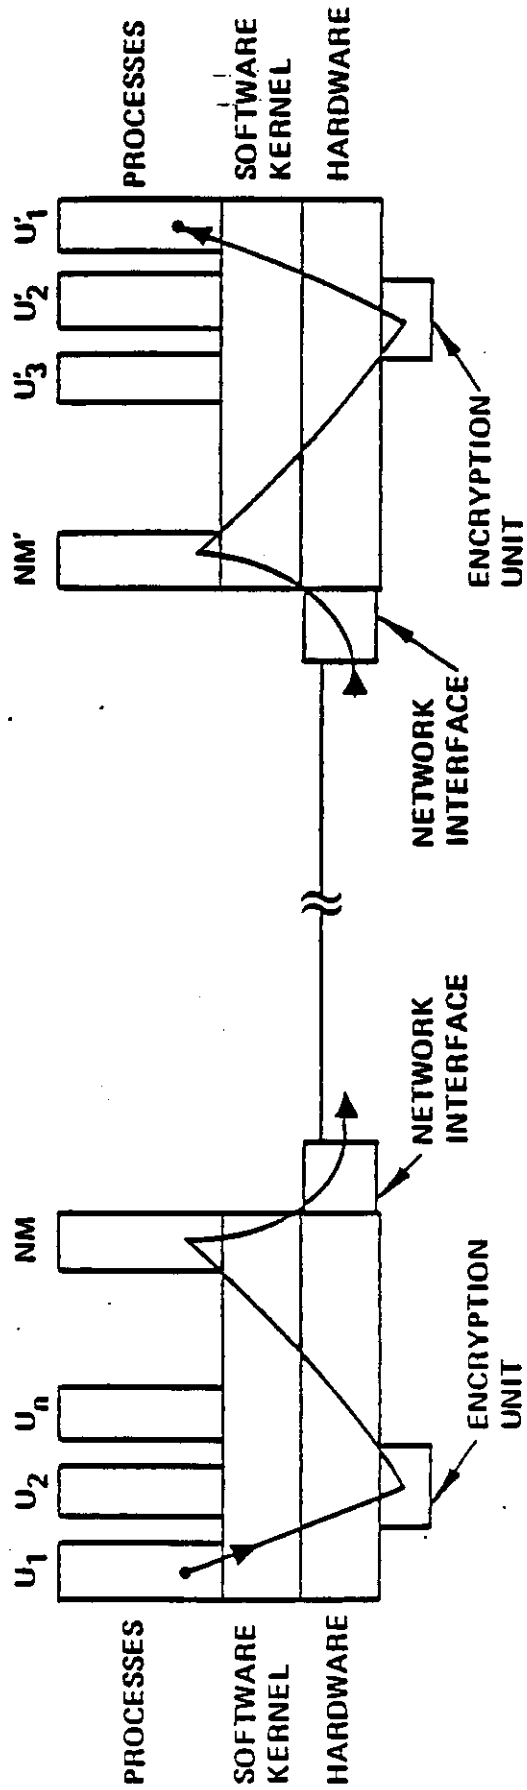 U1 U2 Un NM NM' U'3 U'2 U'1
PROCESSES
PROCESSES
SOFTWARE
KERNEL
SOFTWARE
KERNEL
HARDWARE
HARDWARE
ENCRYPTION
UNIT
NETWORK
INTERFACE
NETWORK
INTERFACE
ENCRYPTION
UNIT